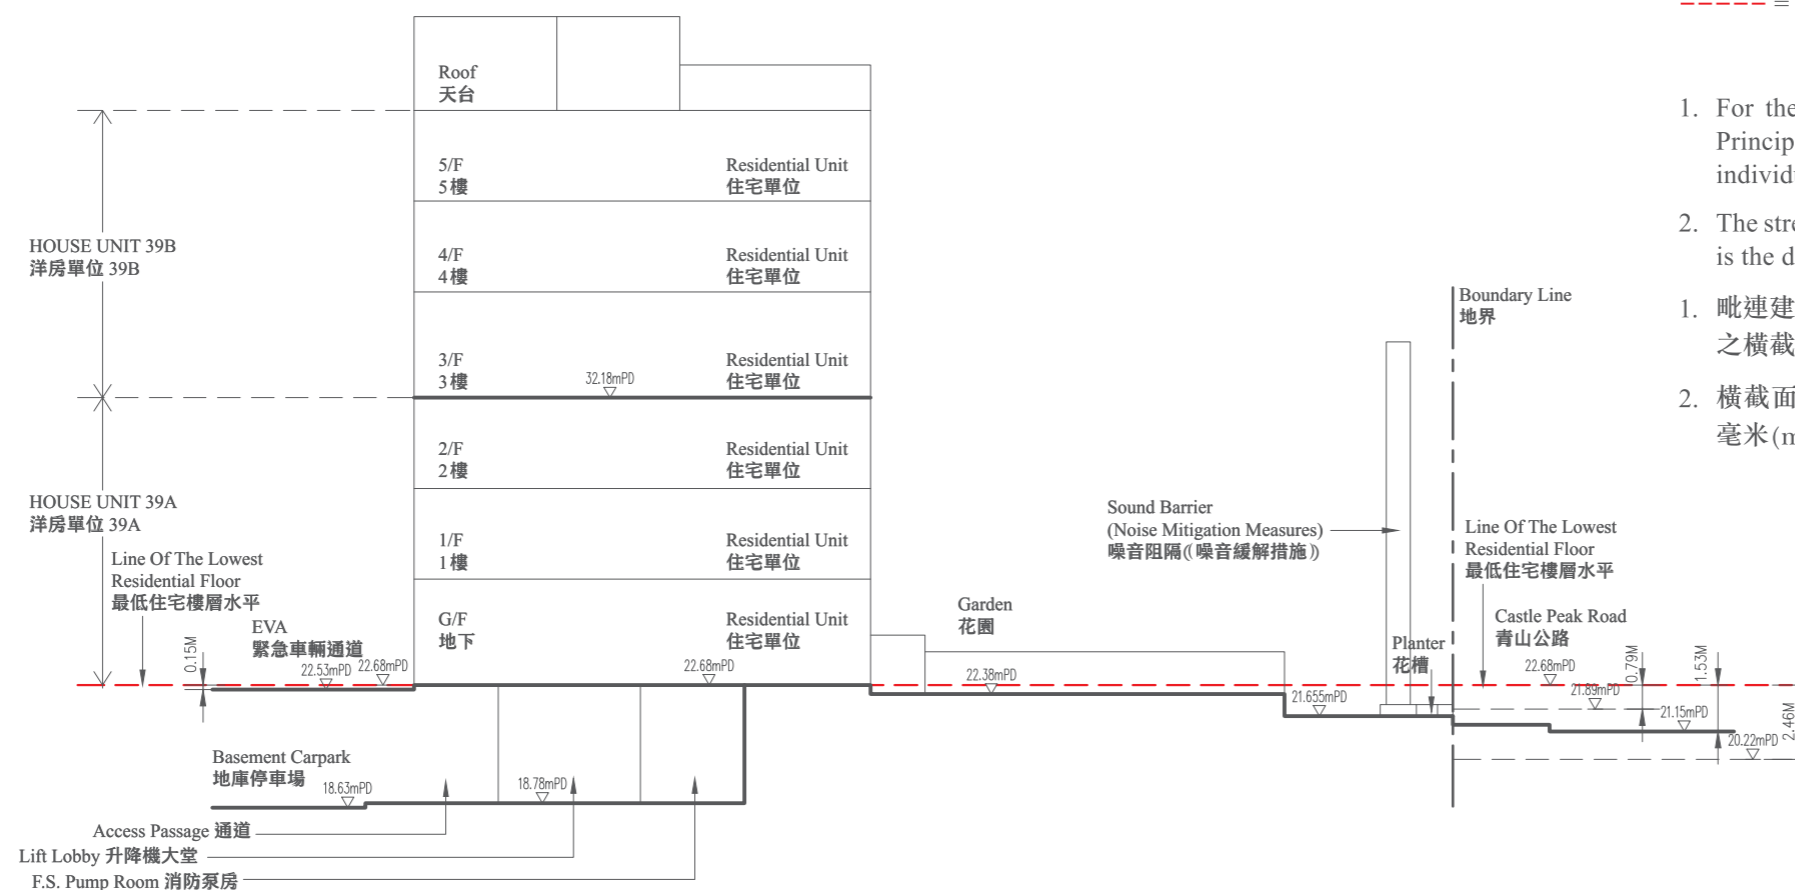 Roof
天台
5/F
5樓
Residential Unit
住宅單位
HOUSE UNIT 39B
洋房單位 39B
4/F
4樓
Residential Unit
住宅單位
3/F
3樓
32.18mPD
Residential Unit
住宅單位
2/F
2樓
Residential Unit
住宅單位
HOUSE UNIT 39A
洋房單位 39A
1/F
1樓
Residential Unit
住宅單位
Line Of The Lowest
Residential Floor
最低住宅樓層水平
G/F
地下
Residential Unit
住宅單位
0.15M
EVA
緊急車輛通道
22.53mPD
22.68mPD
22.68mPD
Garden
花園
22.38mPD
Sound Barrier
(Noise Mitigation Measures)
噪音阻隔(噪音緩解措施)
Boundary Line
地界
Line Of The Lowest
Residential Floor
最低住宅樓層水平
Castle Peak Road
青山公路
Planter
花槽
21.655mPD
22.68mPD
0.79M
1.53M
21.89mPD
21.15mPD
2.46M
20.22mPD
Basement Carpark
地庫停車場
18.63mPD
18.78mPD
Access Passage 通道
Lift Lobby 升降機大堂
F.S. Pump Room 消防泵房
=
1. For the
Princip
individu
2. The stre
is the d
1. 毗連建
之橫截
2. 橫截面
毫米(m